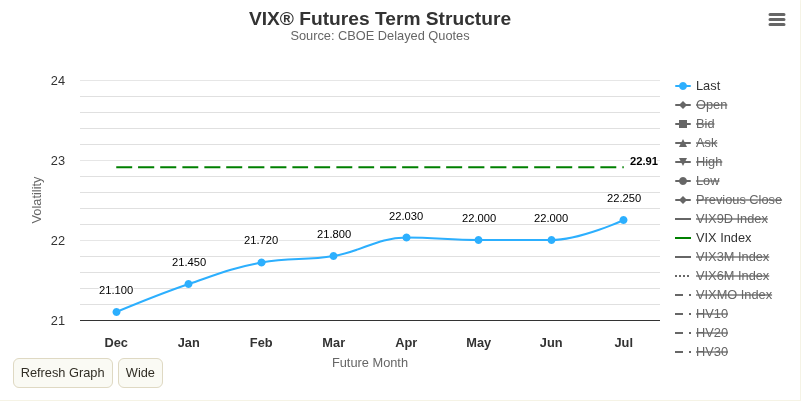 VIX® Futures Term Structure
Source: CBOE Delayed Quotes
24
23
22
21
Volatility
22.91
21.100
21.450
21.720
21.800
22.030
22.000
22.000
22.250
Dec Jan Feb Mar Apr May Jun Jul
Future Month
Last
Open
Bid
Ask
High
Low
Previous Close
VIX9D Index
VIX Index
VIX3M Index
VIX6M Index
VIXMO Index
HV10
HV20
HV30
Refresh Graph
Wide